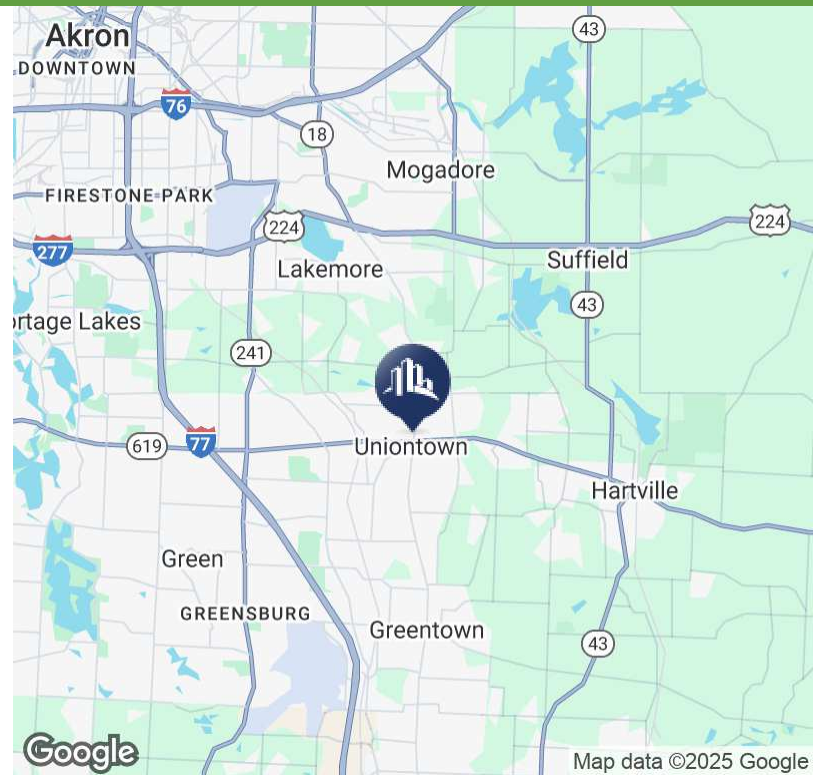 Akron
DOWNTOWN
43
76
18
Mogadore
FIRESTONE PARK
224
224
277
Lakemore
Suffield
43
ortage Lakes
241
619
77
Uniontown
Hartville
Green
GREENSBURG
Greentown
43
Google
Map data ©2025 Google